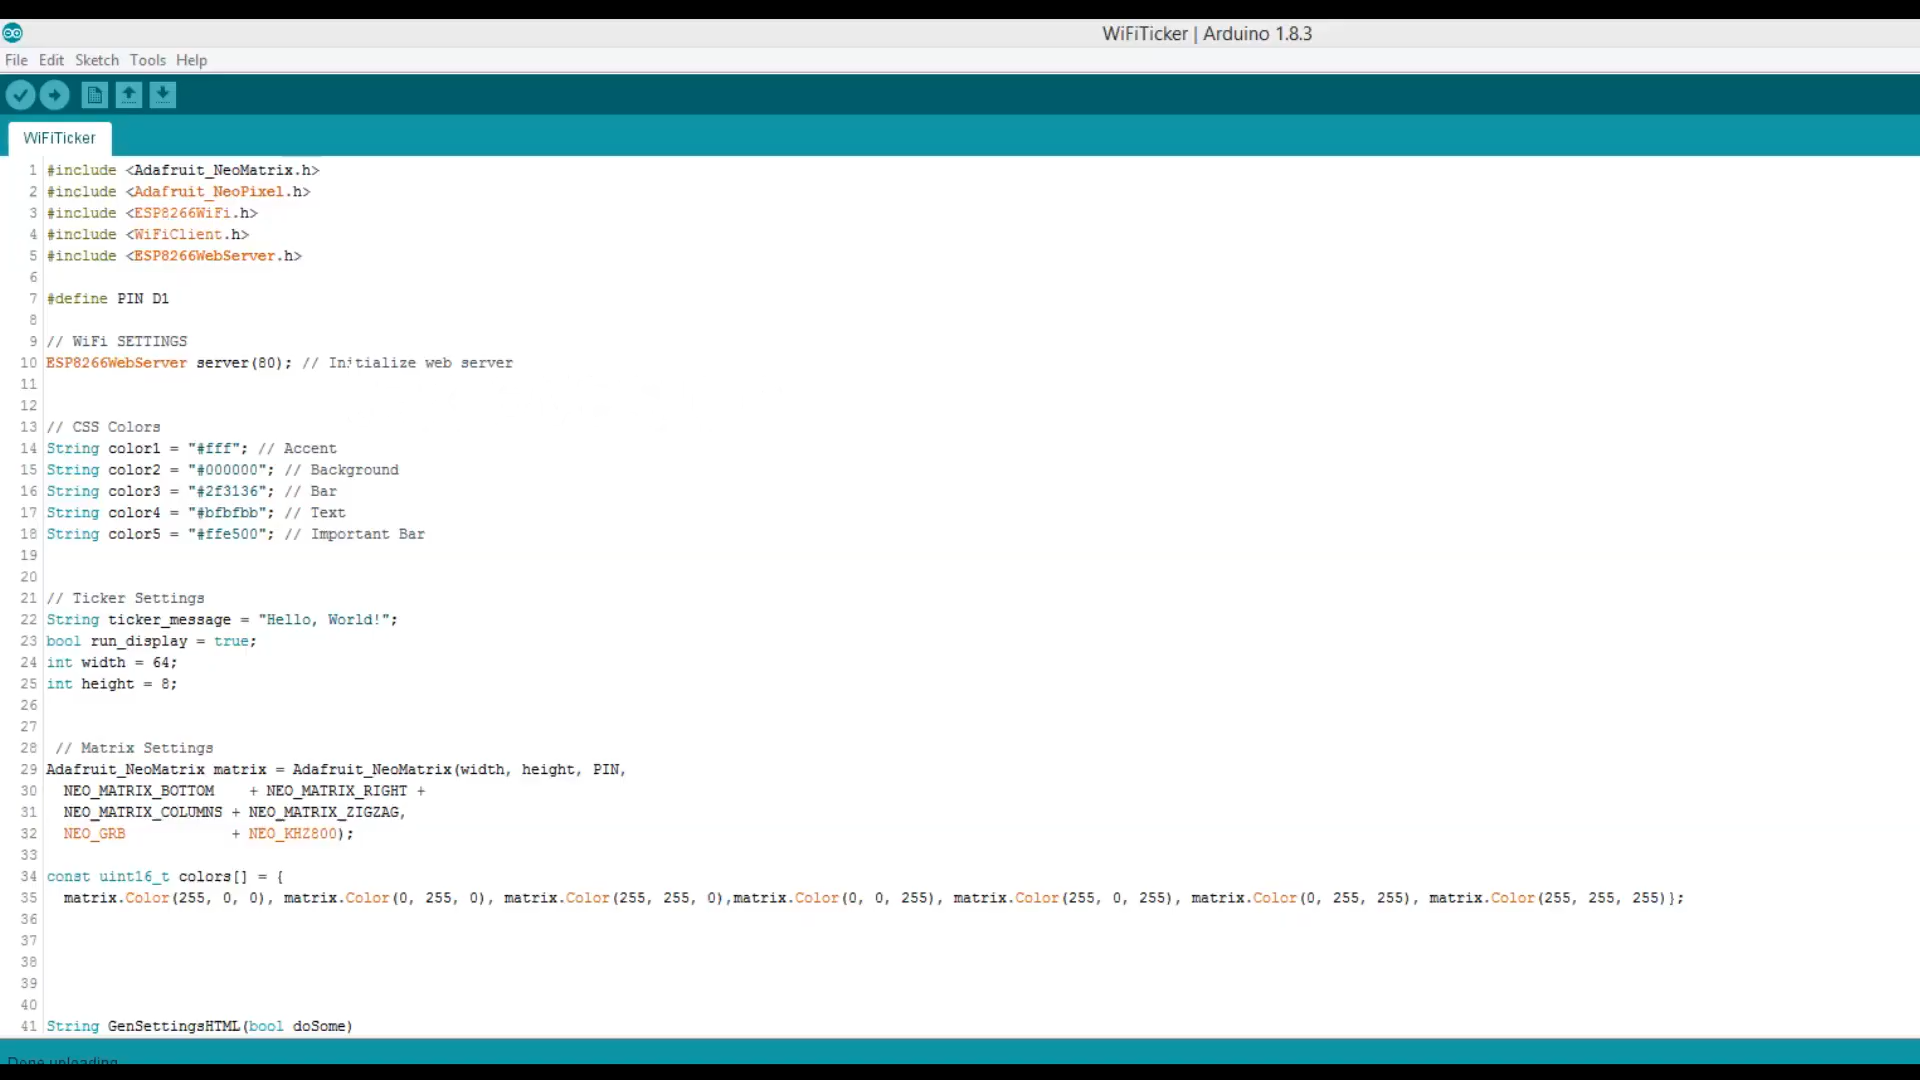 WiFiTicker | Arduino 1.8.3
File Edit Sketch Tools Help
WiFiTicker
1 #include <Adafruit_NeoMatrix.h>
2 #include <Adafruit_NeoPixel.h>
3 #include <ESP8266WiFi.h>
4 #include <WiFiClient.h>
5 #include <ESP8266WebServer.h>
6
7 #define PIN D1
8
9 // WiFi SETTINGS
10 ESP8266WebServer server(80); // Initialize web server
11
12
13 // CSS Colors
14 String color1 = "#fff"; // Accent
15 String color2 = "#000000"; // Background
16 String color3 = "#2f3136"; // Bar
17 String color4 = "#bfbfbb"; // Text
18 String color5 = "#ffe500"; // Important Bar
19
20
21 // Ticker Settings
22 String ticker_message = "Hello, World!";
23 bool run_display = true;
24 int width = 64;
25 int height = 8;
26
27
28 // Matrix Settings
29 Adafruit_NeoMatrix matrix = Adafruit_NeoMatrix(width, height, PIN,
30 NEO_MATRIX_BOTTOM + NEO_MATRIX_RIGHT +
31 NEO_MATRIX_COLUMNS + NEO_MATRIX_ZIGZAG,
32 NEO_GRB + NEO_KHZ800);
33
34 const uint16_t colors[] = {
35 matrix.Color(255, 0, 0), matrix.Color(0, 255, 0), matrix.Color(255, 255, 0),matrix.Color(0, 0, 255), matrix.Color(255, 0, 255), matrix.Color(0, 255, 255), matrix.Color(255, 255, 255)};
36
37
38
39
40
41 String GenSettingsHTML(bool doSome)
Done uploading